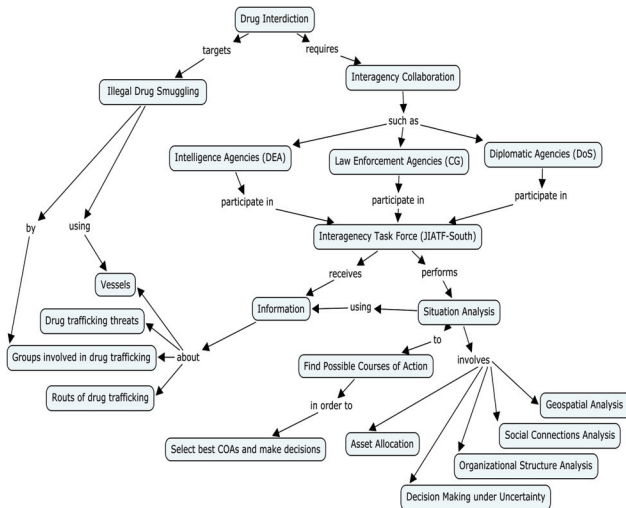 Drug Interdiction
targets
requires
Illegal Drug Smuggling
Interagency Collaboration
such as
Intelligence Agencies (DEA)
Law Enforcement Agencies (CG)
Diplomatic Agencies (DoS)
participate in
participate in
participate in
by
using
Interagenecy Task Force (JIATF-South)
receives
performs
Vessels
Information
using
Situation Analysis
Drug trafficking threats
to
Groups involved in drug trafficking
about
involves
Find Possible Courses of Action
Routs of drug trafficking
in order to
Geospatial Analysis
Select best COAs and make decisions
Asset Allocation
Social Connections Analysis
Organizational Structure Analysis
Decision Making under Uncertainty